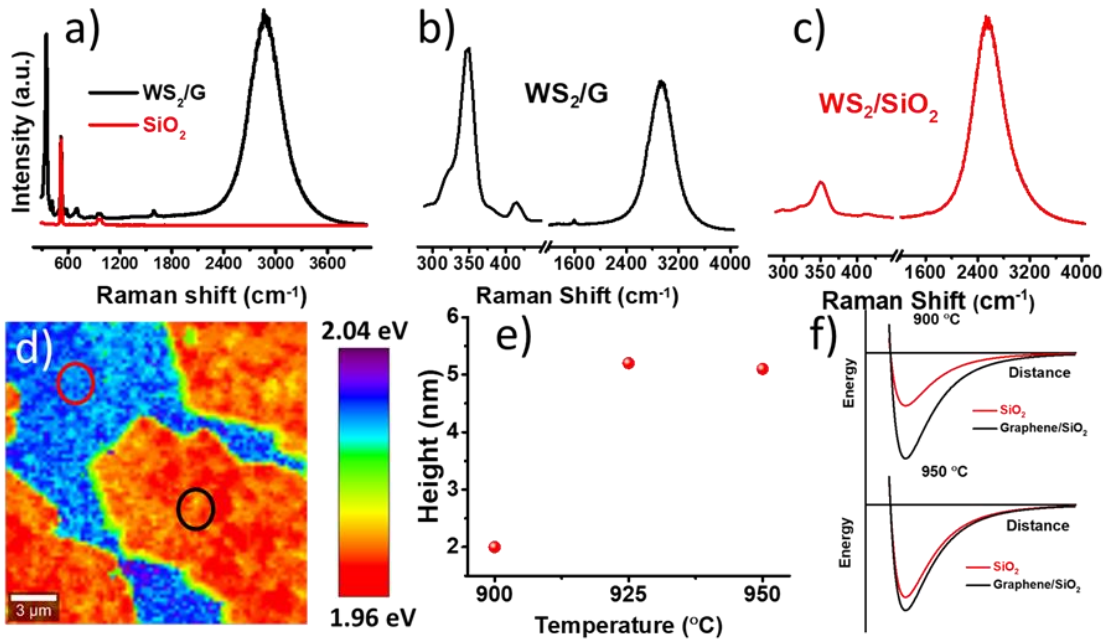 a)
Intensity (a.u.)
WS₂/G
SiO₂
600 1200 1800 2400 3000 3600
Raman shift (cm⁻¹)
b)
WS₂/G
300 350 400 1600 2400 3200 4000
Raman Shift (cm⁻¹)
c)
WS₂/SiO₂
300 350 400 1600 2400 3200 4000
Raman Shift (cm⁻¹)
d)
3 µm
2.04 eV
1.96 eV
e)
Height (nm)
6
5
4
3
2
900 925 950
Temperature (°C)
f)
900 °C
Energy
Distance
SiO₂
Graphene/SiO₂
950 °C
Energy
Distance
SiO₂
Graphene/SiO₂